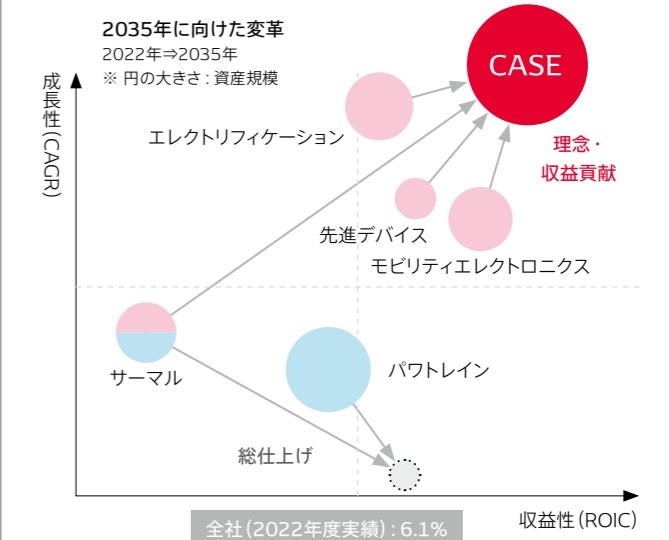 2035年に向けた変革
2022年⇒2035年
※ 円の大きさ：資産規模
成長性(CAGR)
CASE
エレクトリフィケーション
理念・
収益貢献
先進デバイス
モビリティエレクトロニクス
サーマル
パワトレイン
総仕上げ
全社(2022年度実績)：6.1%
収益性(ROIC)